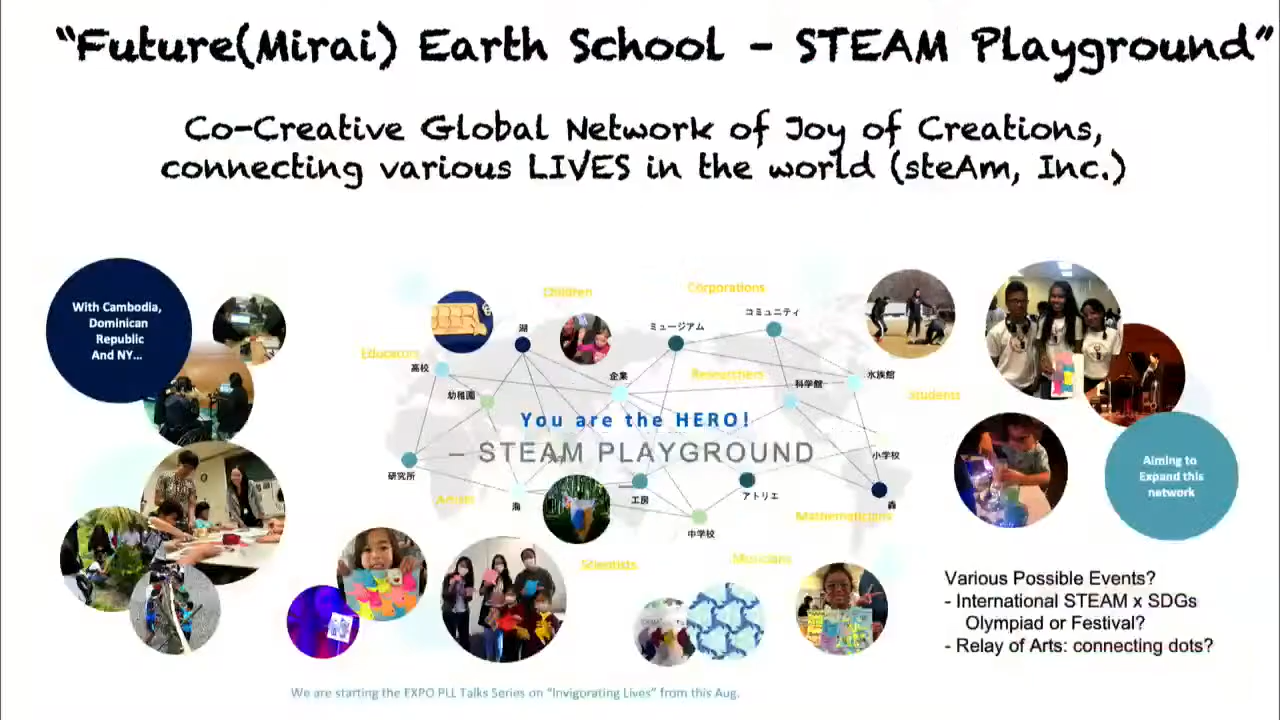 “Future(Mirai) Earth School - STEAM Playground”
Co-Creative Global Network of Joy of Creations,
connecting various LIVES in the world (steAm, Inc.)
With Cambodia,
Dominican
Republic
And NY...
Children
Corporations
コミュニティ
湖
ミュージアム
Educators
高校
企業
Researchers
科学館
水族館
幼稚園
Students
You are the HERO!
– STEAM PLAYGROUND
研究所
小学校
Artists
海
工房
アトリエ
森
中学校
Mathematicians
Scientists
Musicians
Aiming to
Expand this
network
Various Possible Events?
- International STEAM x SDGs
Olympiad or Festival?
- Relay of Arts: connecting dots?
We are starting the EXPO PLL Talks Series on “Invigorating Lives” from this Aug.